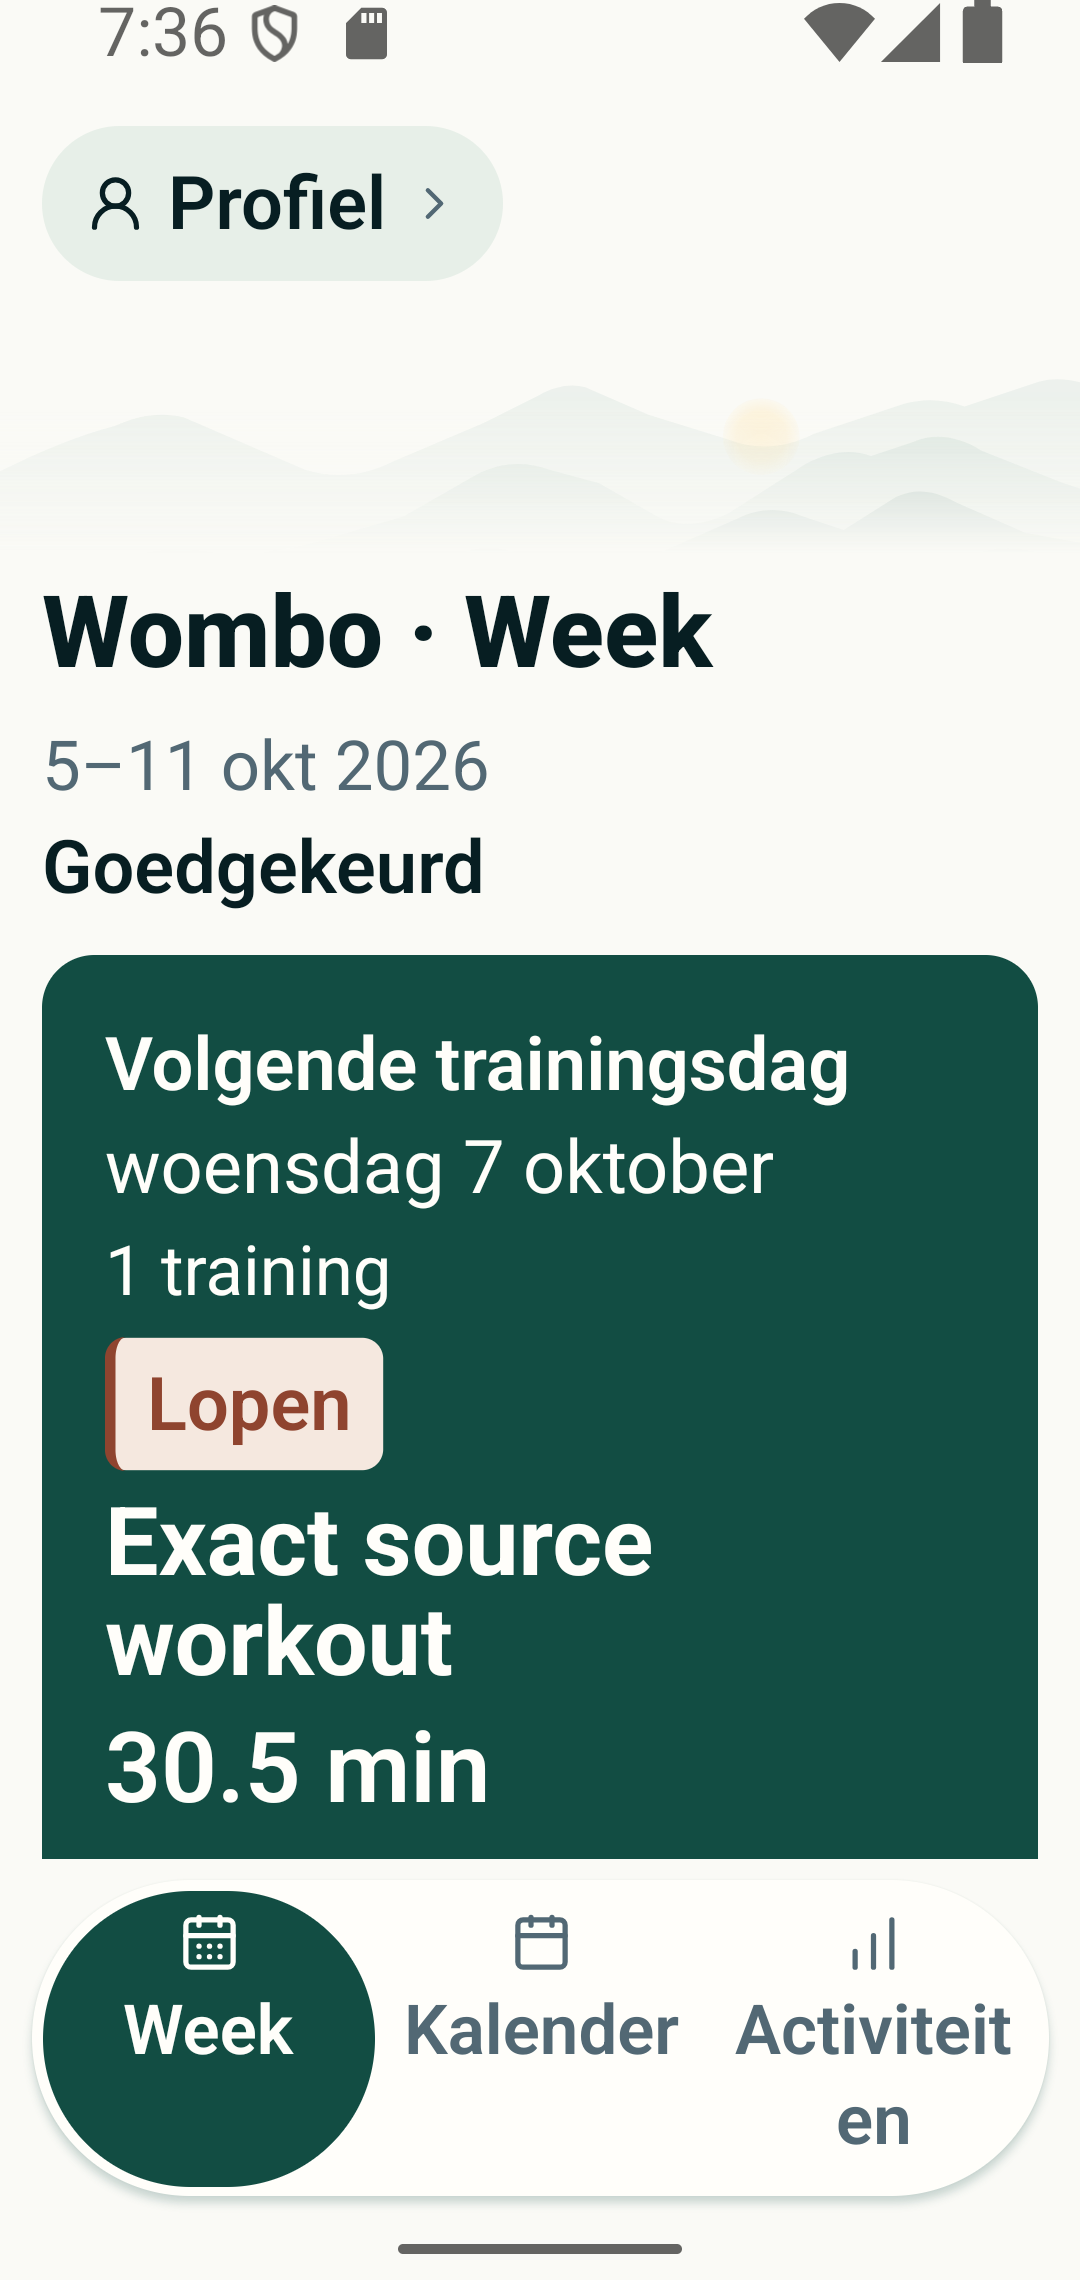 7:36
Profiel
Wombo · Week
5–11 okt 2026
Goedgekeurd
Volgende trainingsdag
woensdag 7 oktober
1 training
Lopen
Exact source
workout
30.5 min
Week
Kalender
Activiteit
en